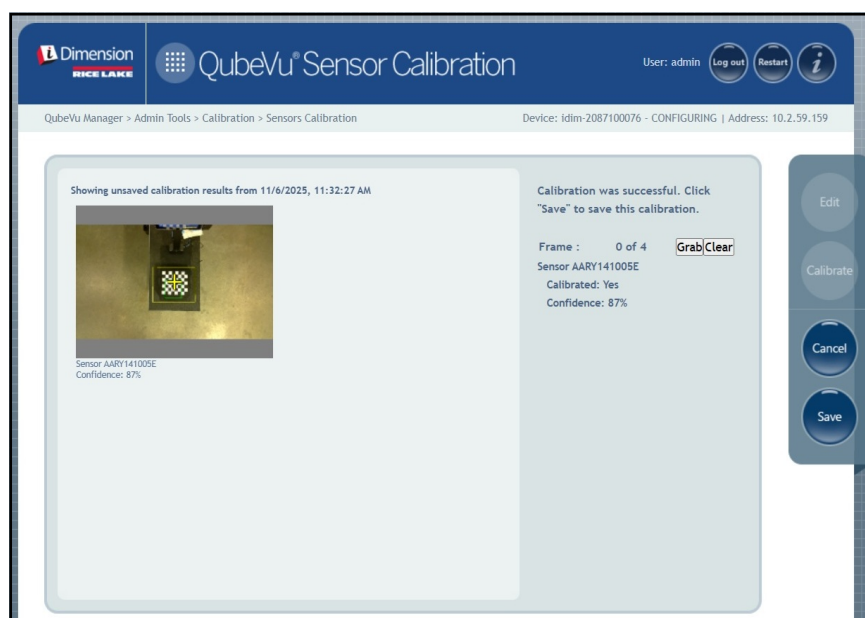 iDimension
RICE LAKE
QubeVu® Sensor Calibration
User: admin
Log out
Restart
i
QubeVu Manager > Admin Tools > Calibration > Sensors Calibration
Device: idim-2087100076 - CONFIGURING | Address: 10.2.59.159
Showing unsaved calibration results from 11/6/2025, 11:32:27 AM
Sensor AARY141005E
Confidence: 87%
Calibration was successful. Click
"Save" to save this calibration.
Frame : 0 of 4 Grab Clear
Sensor AARY141005E
Calibrated: Yes
Confidence: 87%
Edit
Calibrate
Cancel
Save